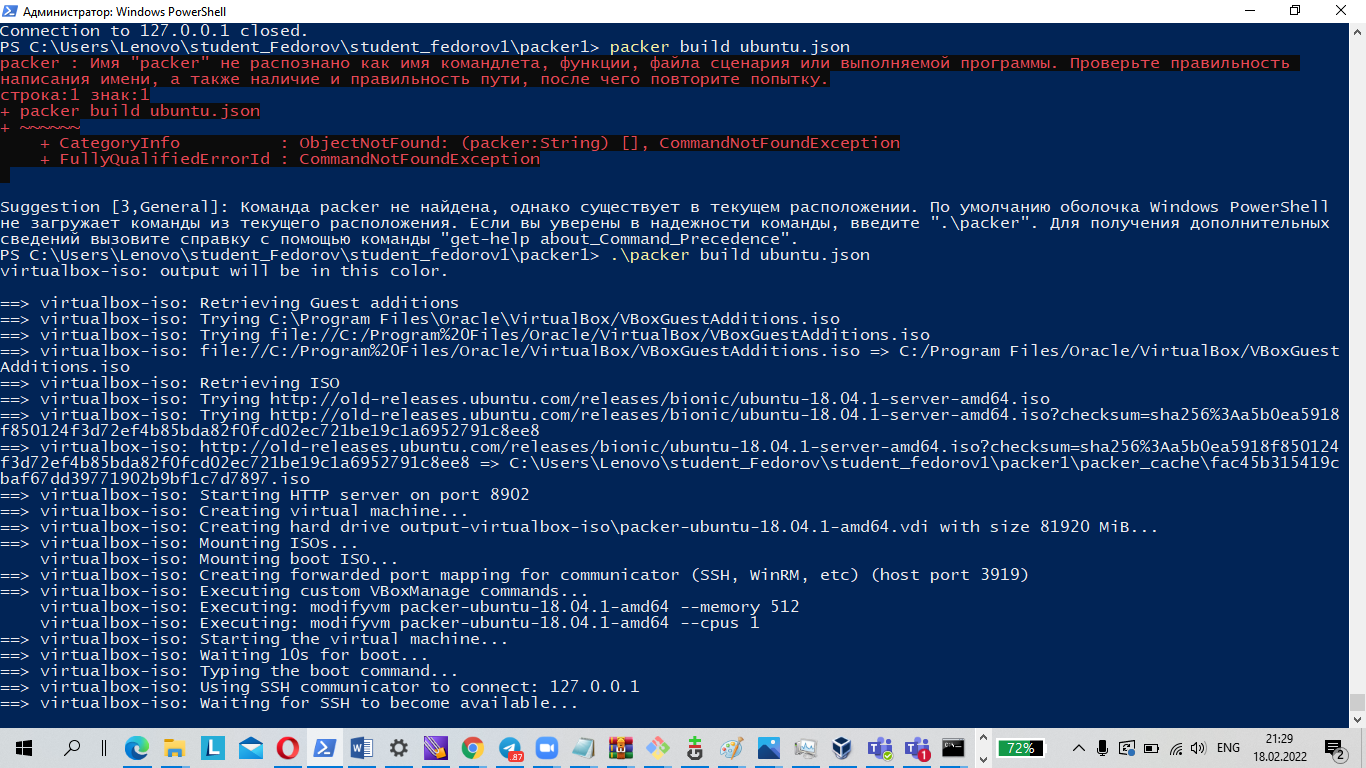 Администратор: Windows PowerShell
Connection to 127.0.0.1 closed.
PS C:\Users\Lenovo\student_Fedorov\student_fedorov1\packer1> packer build ubuntu.json
packer : Имя "packer" не распознано как имя командлета, функции, файла сценария или выполняемой программы. Проверьте правильность
написания имени, а также наличие и правильность пути, после чего повторите попытку.
строка:1 знак:1
+ packer build ubuntu.json
+ ~~~~~~
+ CategoryInfo : ObjectNotFound: (packer:String) [], CommandNotFoundException
+ FullyQualifiedErrorId : CommandNotFoundException
Suggestion [3,General]: Команда packer не найдена, однако существует в текущем расположении. По умолчанию оболочка Windows PowerShell
не загружает команды из текущего расположения. Если вы уверены в надежности команды, введите ".\packer". Для получения дополнительных
сведений вызовите справку с помощью команды "get-help about_Command_Precedence".
PS C:\Users\Lenovo\student_Fedorov\student_fedorov1\packer1> .\packer build ubuntu.json
virtualbox-iso: output will be in this color.
==> virtualbox-iso: Retrieving Guest additions
==> virtualbox-iso: Trying C:\Program Files\Oracle\VirtualBox/VBoxGuestAdditions.iso
==> virtualbox-iso: Trying file://C:/Program%20Files/Oracle/VirtualBox/VBoxGuestAdditions.iso
==> virtualbox-iso: file://C:/Program%20Files/Oracle/VirtualBox/VBoxGuestAdditions.iso => C:/Program Files/Oracle/VirtualBox/VBoxGuest
Additions.iso
==> virtualbox-iso: Retrieving ISO
==> virtualbox-iso: Trying http://old-releases.ubuntu.com/releases/bionic/ubuntu-18.04.1-server-amd64.iso
==> virtualbox-iso: Trying http://old-releases.ubuntu.com/releases/bionic/ubuntu-18.04.1-server-amd64.iso?checksum=sha256%3Aa5b0ea5918
f850124f3d72ef4b85bda82f0fcd02ec721be19c1a6952791c8ee8
==> virtualbox-iso: http://old-releases.ubuntu.com/releases/bionic/ubuntu-18.04.1-server-amd64.iso?checksum=sha256%3Aa5b0ea5918f850124
f3d72ef4b85bda82f0fcd02ec721be19c1a6952791c8ee8 => C:\Users\Lenovo\student_Fedorov\student_fedorov1\packer1\packer_cache\fac45b315419c
baf67dd39771902b9bf1c7d7897.iso
==> virtualbox-iso: Starting HTTP server on port 8902
==> virtualbox-iso: Creating virtual machine...
==> virtualbox-iso: Creating hard drive output-virtualbox-iso\packer-ubuntu-18.04.1-amd64.vdi with size 81920 MiB...
==> virtualbox-iso: Mounting ISOs...
virtualbox-iso: Mounting boot ISO...
==> virtualbox-iso: Creating forwarded port mapping for communicator (SSH, WinRM, etc) (host port 3919)
==> virtualbox-iso: Executing custom VBoxManage commands...
virtualbox-iso: Executing: modifyvm packer-ubuntu-18.04.1-amd64 --memory 512
virtualbox-iso: Executing: modifyvm packer-ubuntu-18.04.1-amd64 --cpus 1
==> virtualbox-iso: Starting the virtual machine...
==> virtualbox-iso: Waiting 10s for boot...
==> virtualbox-iso: Typing the boot command...
==> virtualbox-iso: Using SSH communicator to connect: 127.0.0.1
==> virtualbox-iso: Waiting for SSH to become available...
72%
ENG
21:29
18.02.2022